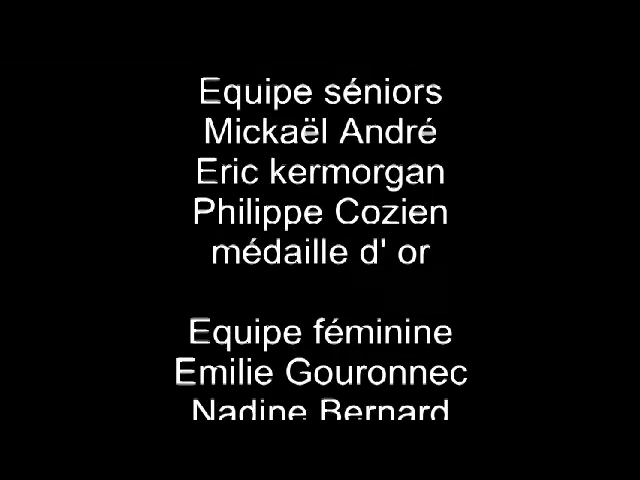 Equipe séniors
Mickaël André
Eric kermorgan
Philippe Cozien
médaille d' or
Equipe féminine
Emilie Gouronnec
Nadine Bernard